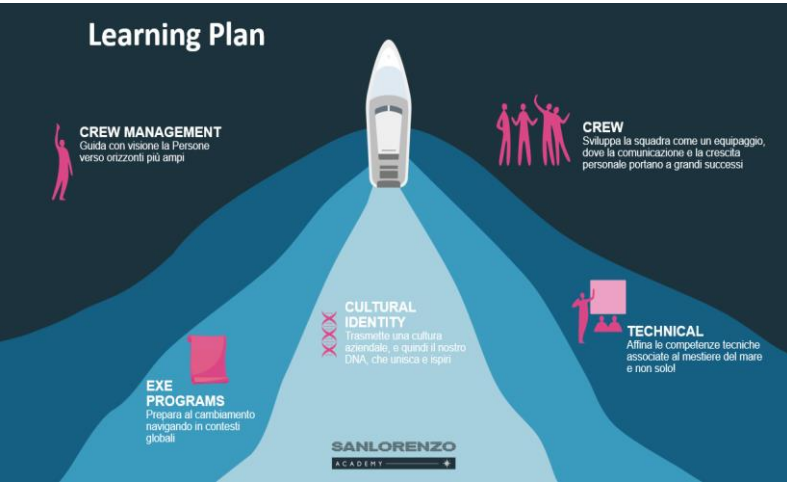 Learning Plan
CREW MANAGEMENT
Guida con visione la Persone
verso orizzonti più ampi
CREW
Sviluppa la squadra come un equipaggio,
dove la comunicazione e la crescita
personale portano a grandi successi
CULTURAL
IDENTITY
Trasmette una cultura
aziendale, e quindi il nostro
DNA, che unisca e ispiri
TECHNICAL
Affina le competenze tecniche
associate al mestiere del mare
e non solo!
EXE
PROGRAMS
Prepara al cambiamento
navigando in contesti
globali
SANLORENZO
ACADEMY